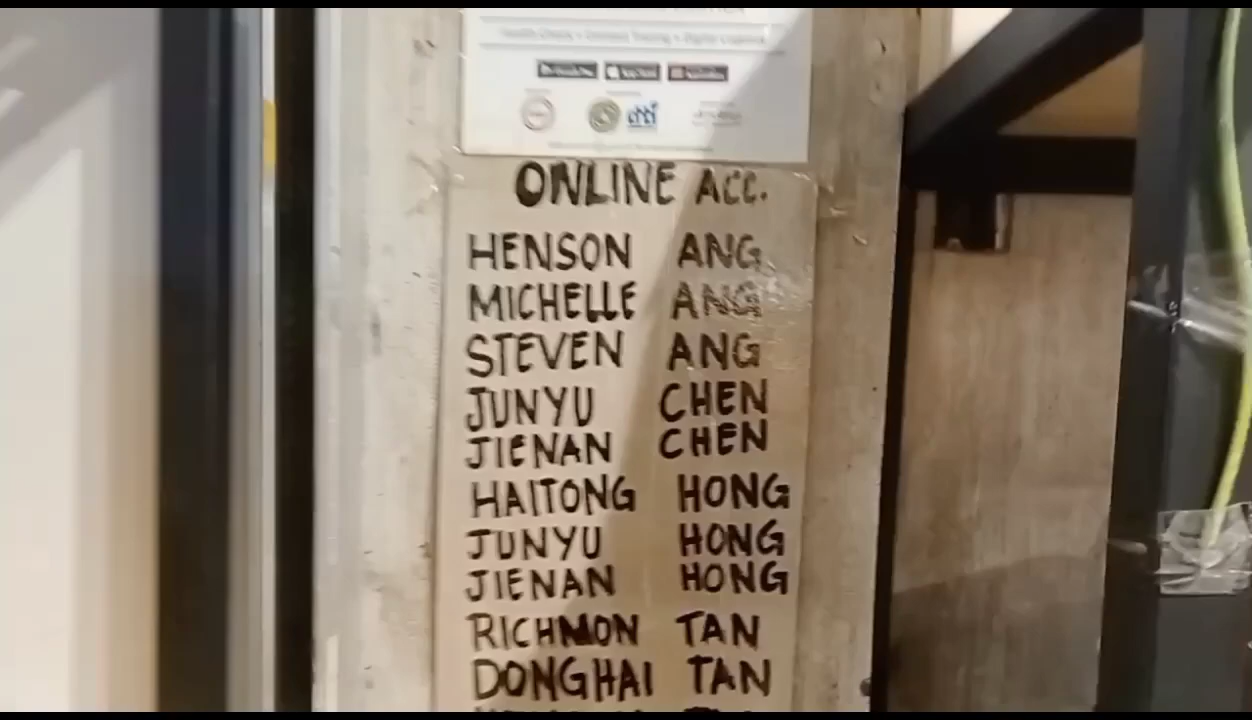 ONLINE ACC.
HENSON ANG
MICHELLE ANG
STEVEN ANG
JUNYU CHEN
JIENAN CHEN
HAITONG HONG
JUNYU HONG
JIENAN HONG
RICHMON TAN
DONGHAI TAN